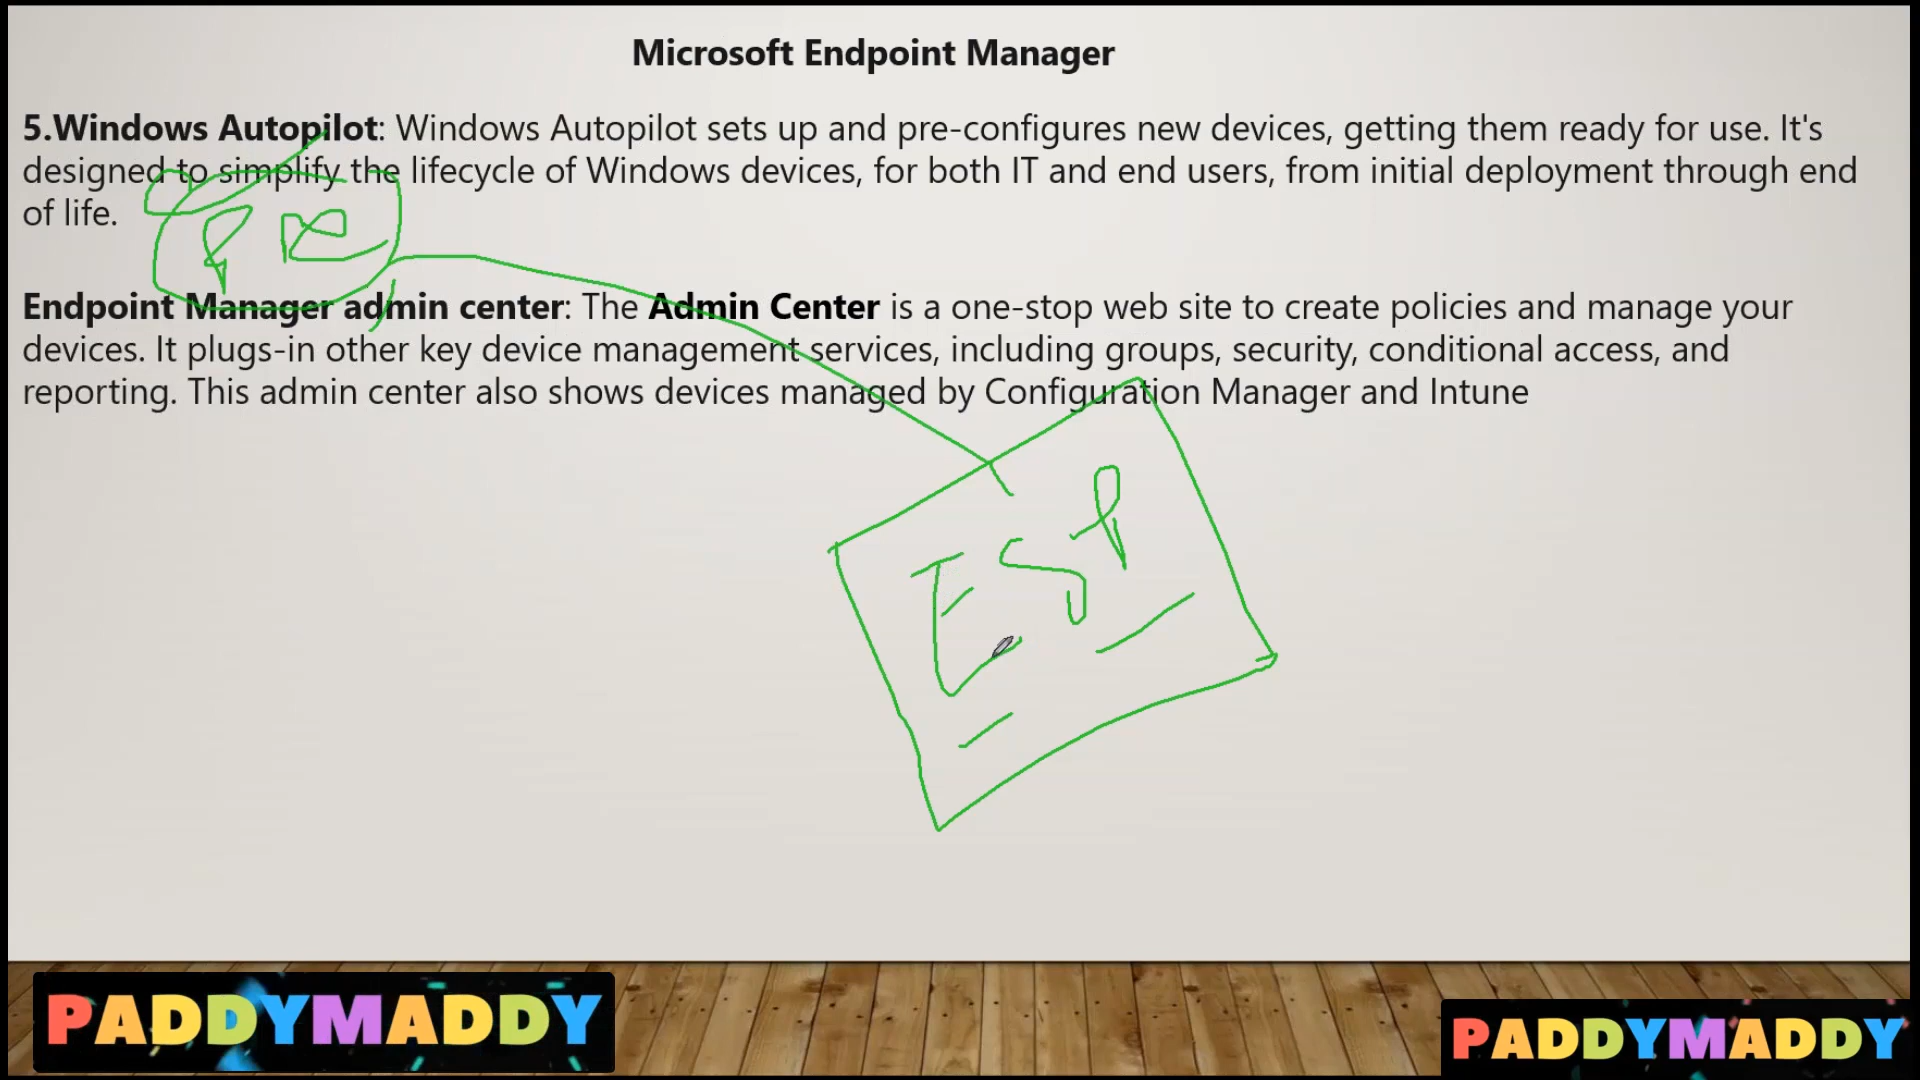 Microsoft Endpoint Manager
5.Windows Autopilot: Windows Autopilot sets up and pre-configures new devices, getting them ready for use. It's
designed to simplify the lifecycle of Windows devices, for both IT and end users, from initial deployment through end
of life.
Endpoint Manager admin center: The Admin Center is a one-stop web site to create policies and manage your
devices. It plugs-in other key device management services, including groups, security, conditional access, and
reporting. This admin center also shows devices managed by Configuration Manager and Intune
ESP
PADDYMADDY
PADDYMADDY